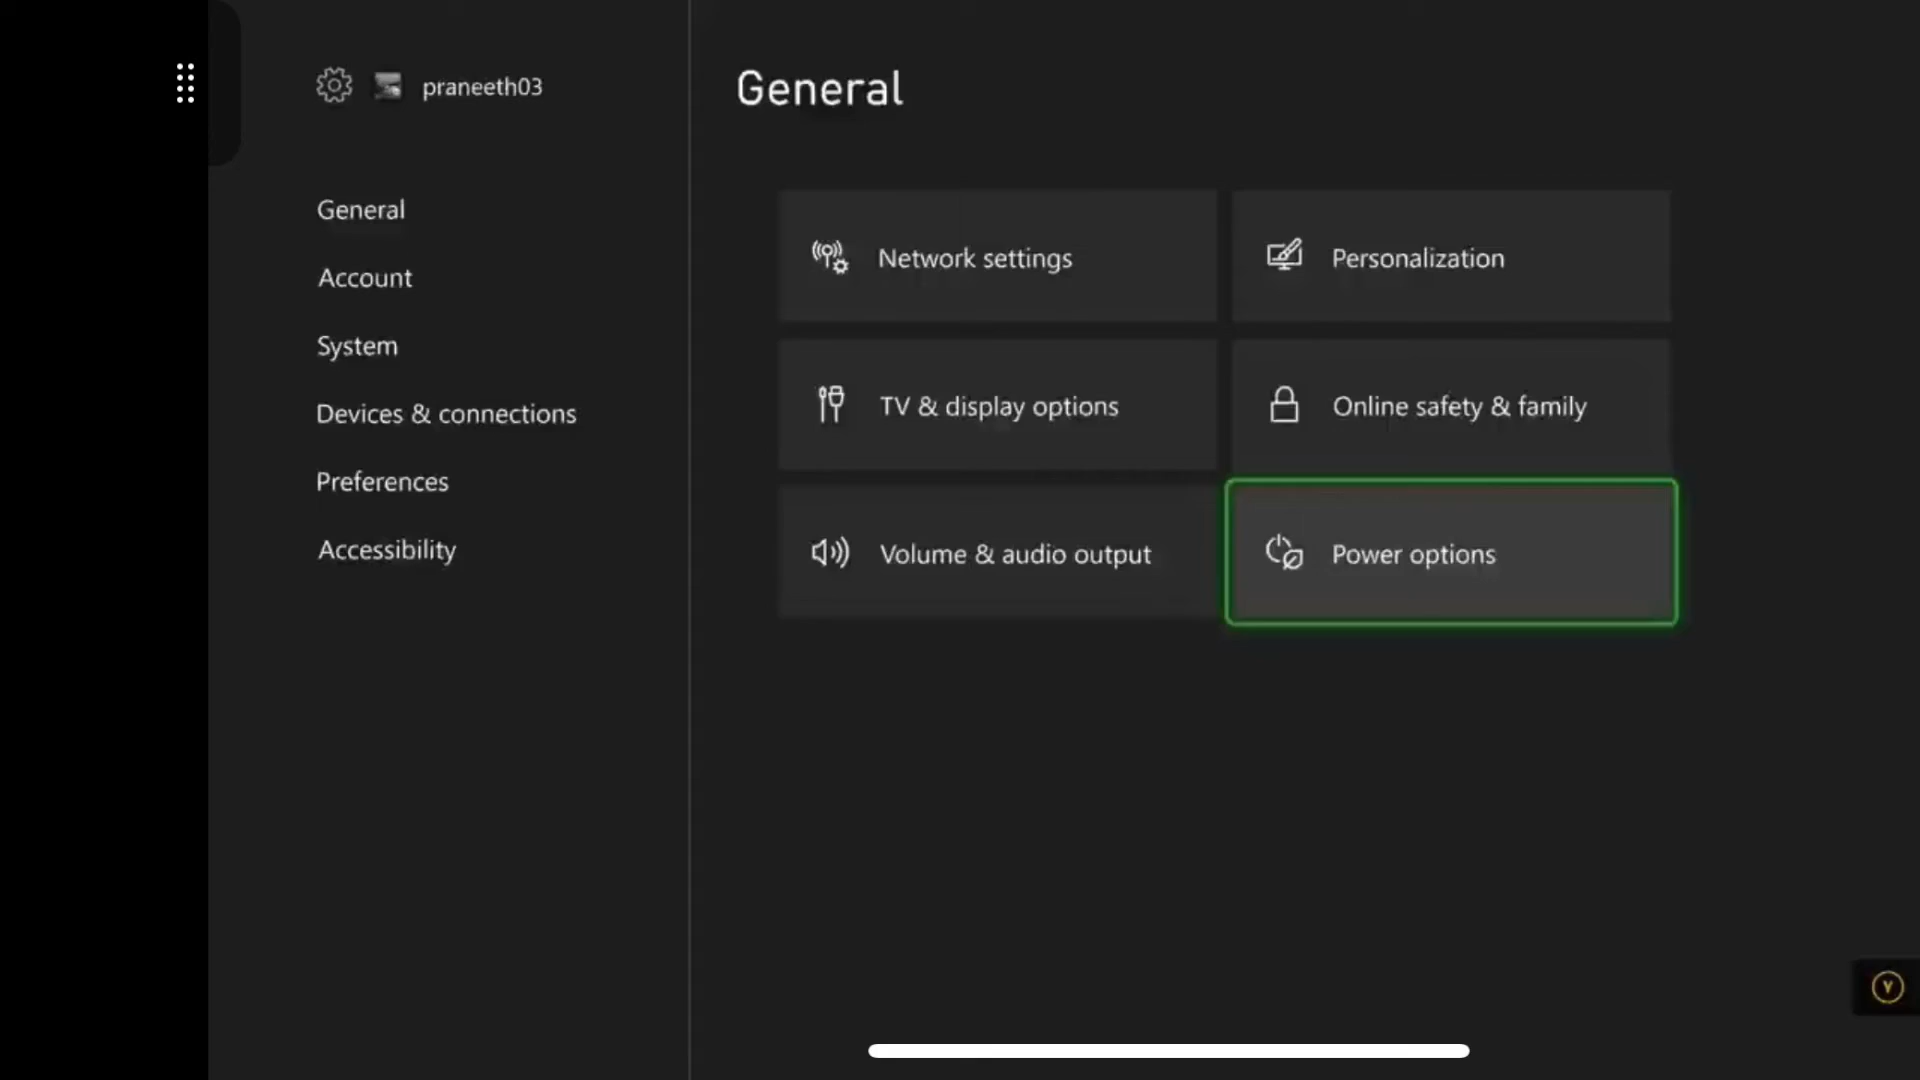 praneeth03
General
Account
System
Devices & connections
Preferences
Accessibility
General
Network settings
Personalization
TV & display options
Online safety & family
Volume & audio output
Power options
Y